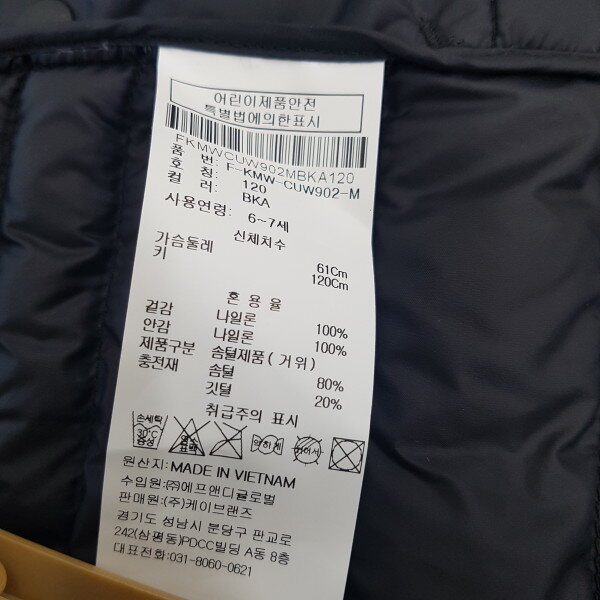 어린이제품안전
특별법에의한표시
FKMWCUW902MBKA120
품 번: F-KMW-CUW902-M
호 칭: 120
컬 러: BKA
사용연령: 6~7세
신체치수
가슴둘레 61Cm
키 120Cm
혼 용 율
겉감 나일론 100%
안감 나일론 100%
제품구분 솜털제품(거위)
충전재 솜털 80%
깃털 20%
취급주의 표시
손세탁
30℃
중성
약하게
원산지: MADE IN VIETNAM
수입원:㈜에프앤디글로벌
판매원:(주)케이브랜즈
경기도 성남시 분당구 판교로
242(삼평동)PDCC빌딩 A동 8층
대표전화:031-8060-0621